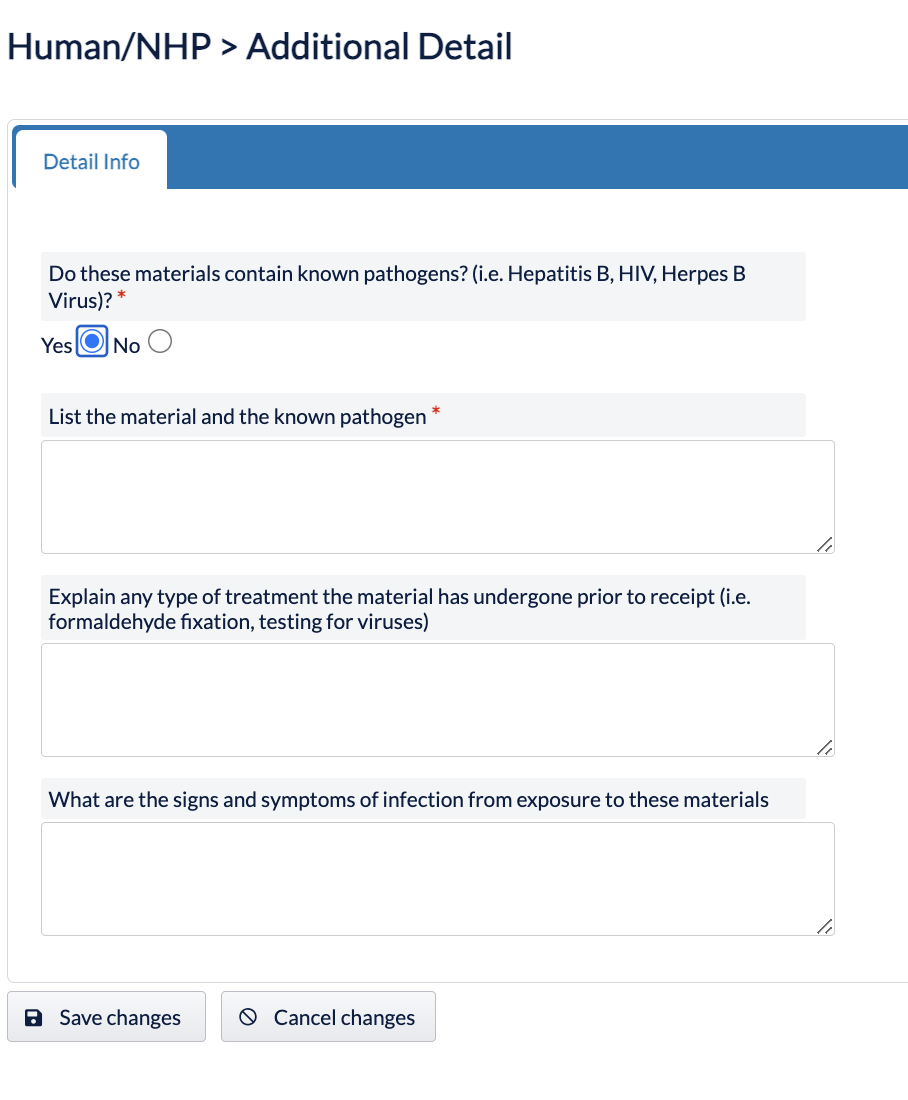 Human/NHP > Additional Detail
Detail Info
Do these materials contain known pathogens? (i.e. Hepatitis B, HIV, Herpes B
Virus)? *
Yes No
List the material and the known pathogen *
Explain any type of treatment the material has undergone prior to receipt (i.e.
formaldehyde fixation, testing for viruses)
What are the signs and symptoms of infection from exposure to these materials
Save changes Cancel changes